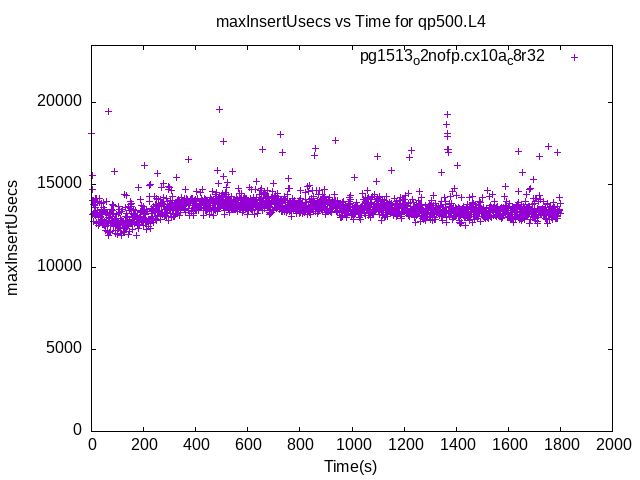 maxInsertUsecs vs Time for qp500.L4
pg1513o2nofp.cx10ac8r32
20000
15000
10000
5000
0
maxInsertUsecs
0 200 400 600 800 1000 1200 1400 1600 1800 2000
Time(s)